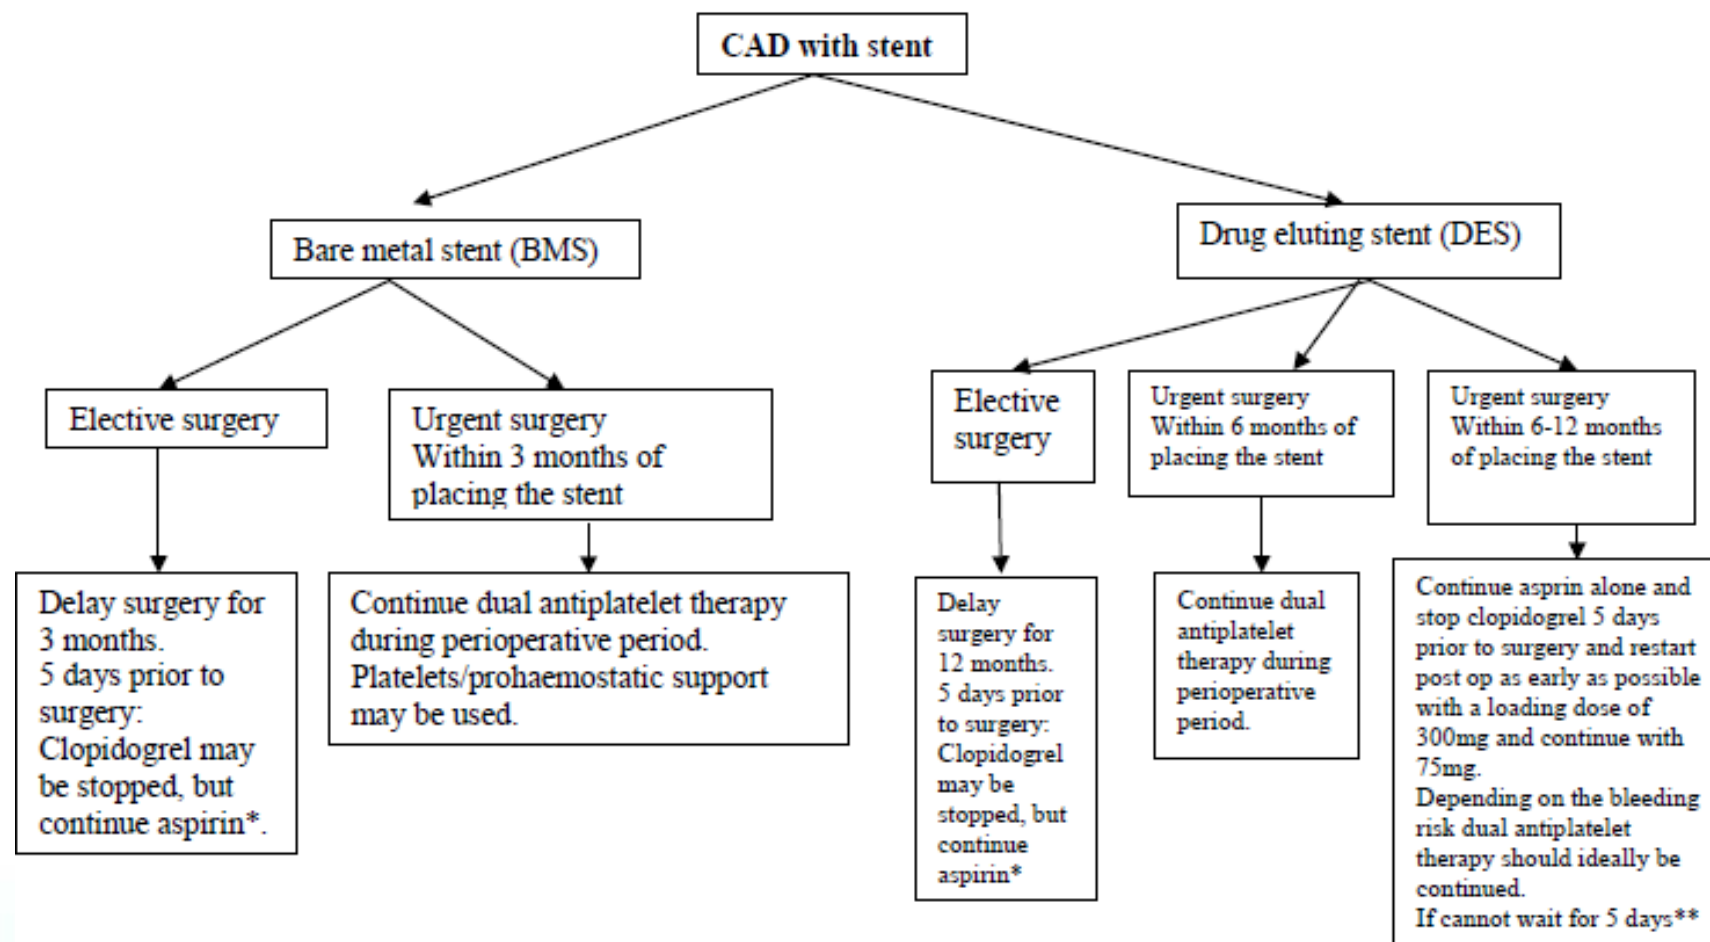 CAD with stent
Bare metal stent (BMS)
Drug eluting stent (DES)
Elective surgery
Urgent surgery
Within 3 months of
placing the stent
Elective
surgery
Urgent surgery
Within 6 months of
placing the stent
Urgent surgery
Within 6-12 months
of placing the stent
Delay surgery for
3 months.
5 days prior to
surgery:
Clopidogrel may
be stopped, but
continue aspirin*.
Continue dual antiplatelet therapy
during perioperative period.
Platelets/prohaemostatic support
may be used.
Delay
surgery for
12 months.
5 days prior
to surgery:
Clopidogrel
may be
stopped, but
continue
aspirin*
Continue dual
antiplatelet
therapy during
perioperative
period.
Continue asprin alone and
stop clopidogrel 5 days
prior to surgery and restart
post op as early as possible
with a loading dose of
300mg and continue with
75mg.
Depending on the bleeding
risk dual antiplatelet
therapy should ideally be
continued.
If cannot wait for 5 days**